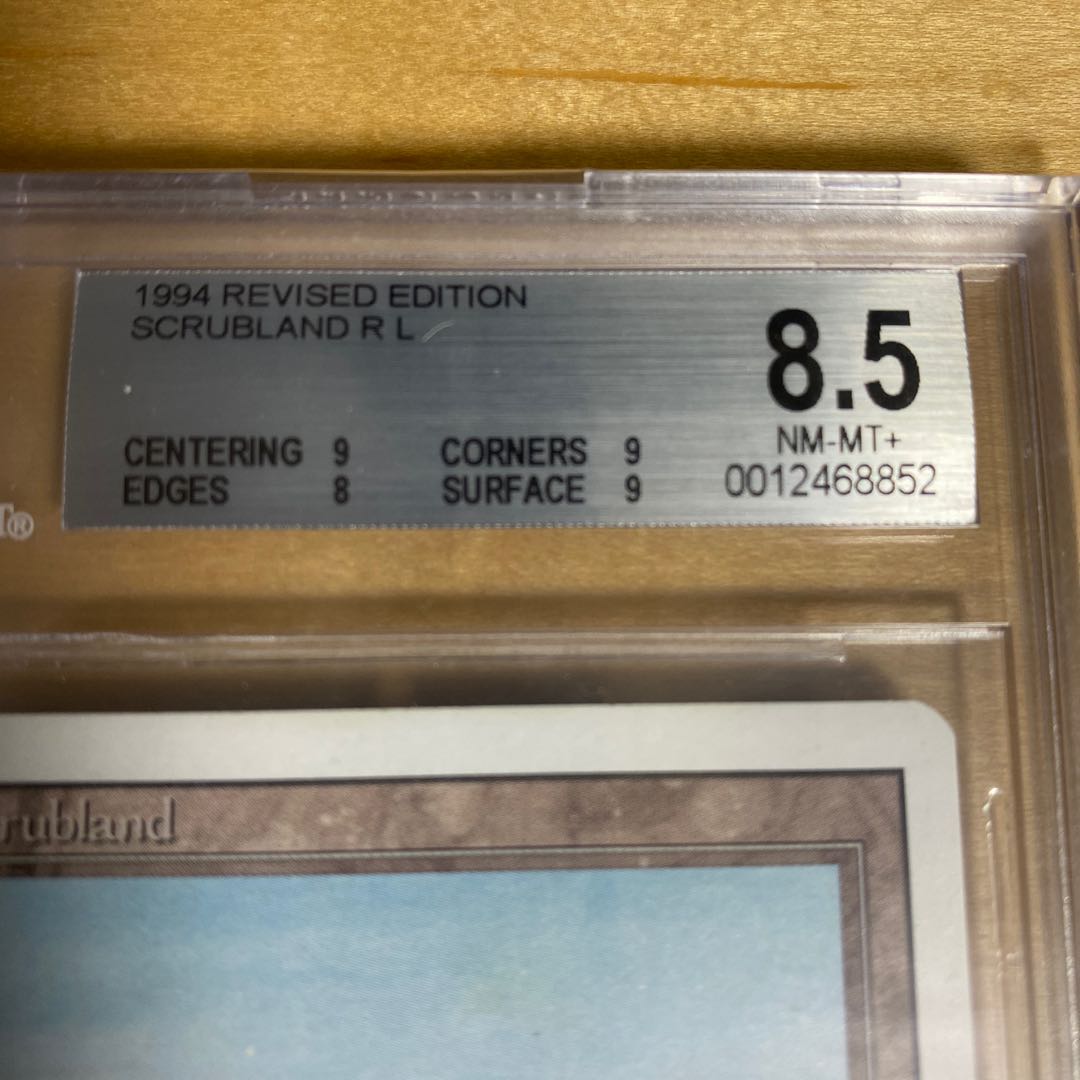 1994 REVISED EDITION
SCRUBLAND R L
8.5
CENTERING 9 CORNERS 9
NM-MT+
EDGES 8 SURFACE 9
0012468852
rubland